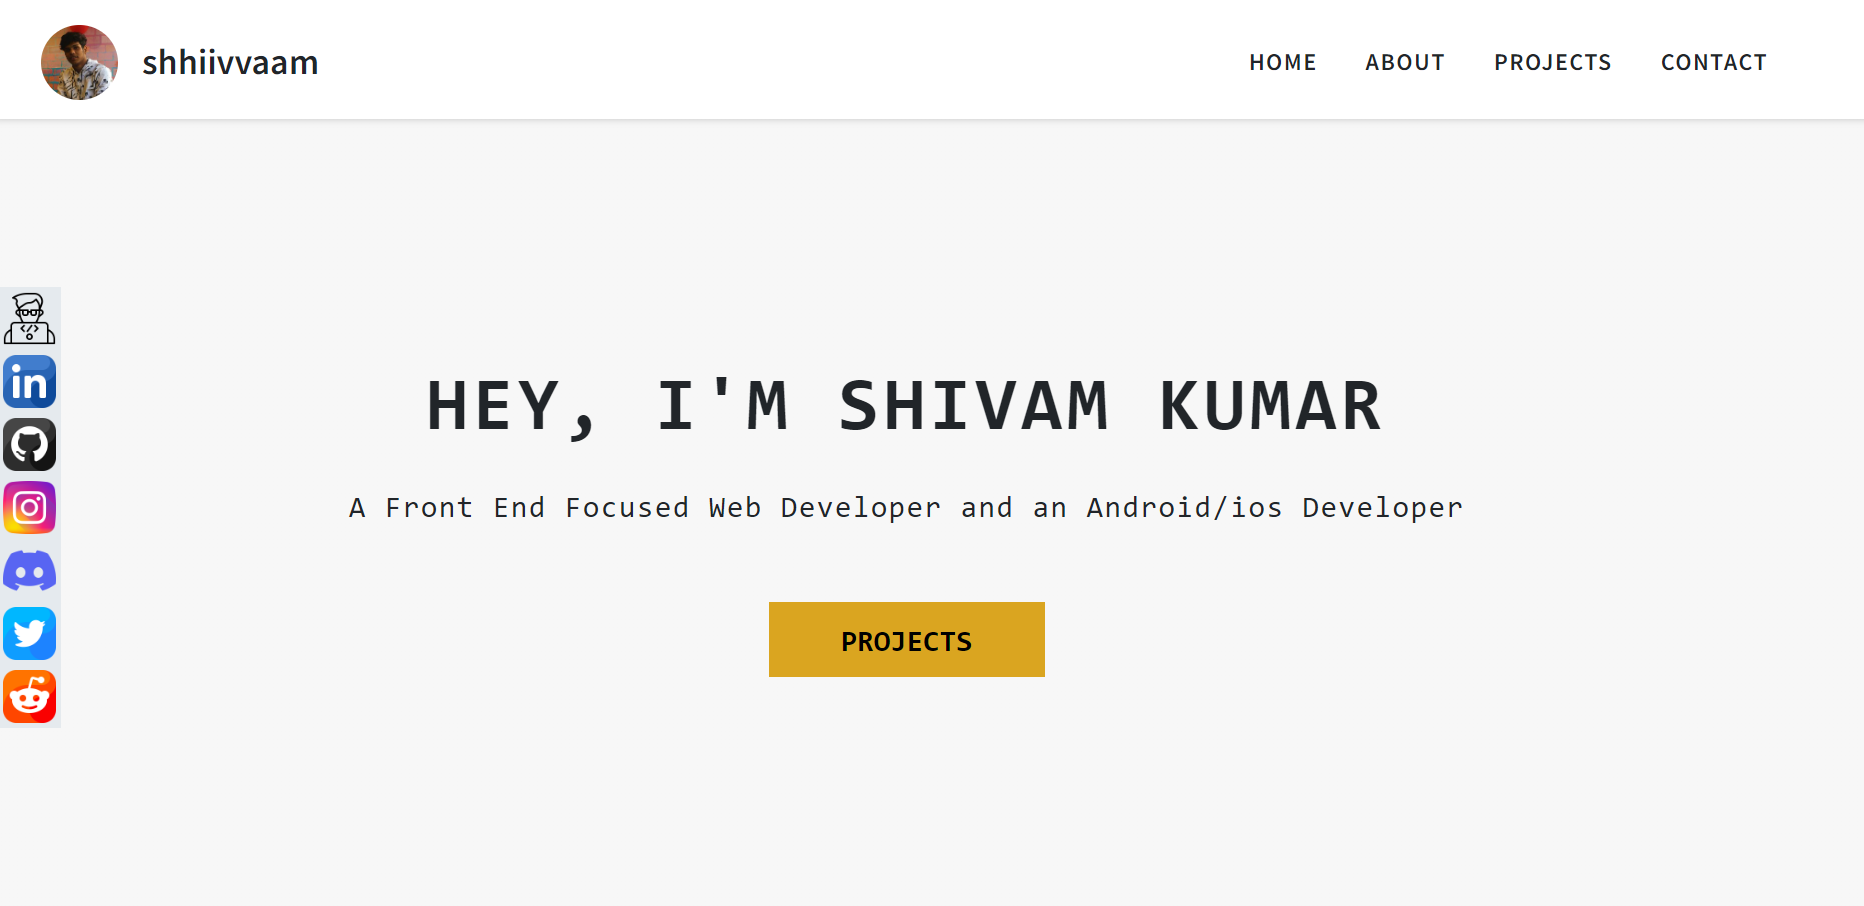 shhiivvaam
HOME ABOUT PROJECTS CONTACT
in
HEY, I'M SHIVAM KUMAR
A Front End Focused Web Developer and an Android/ios Developer
PROJECTS